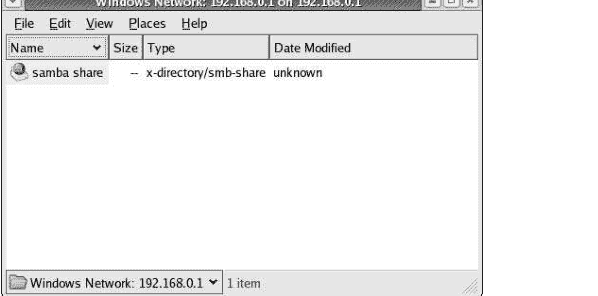 Windows Network: 192.168.0.1 on 192.168.0.1
File Edit View Places Help
Name Size Type Date Modified
samba share -- x-directory/smb-share unknown
Windows Network: 192.168.0.1 1 item